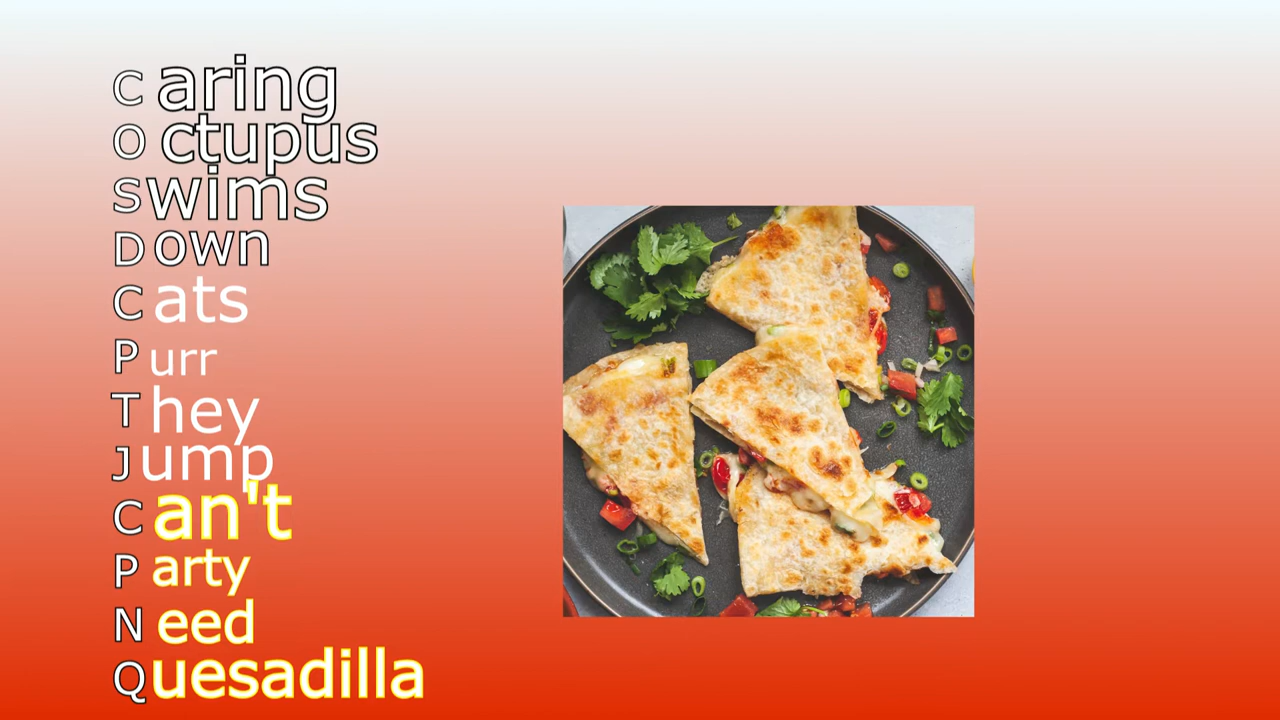 Caring
Octupus
Swims
Down
Cats
Purr
They
Jump
Can't
Party
Need
Quesadilla